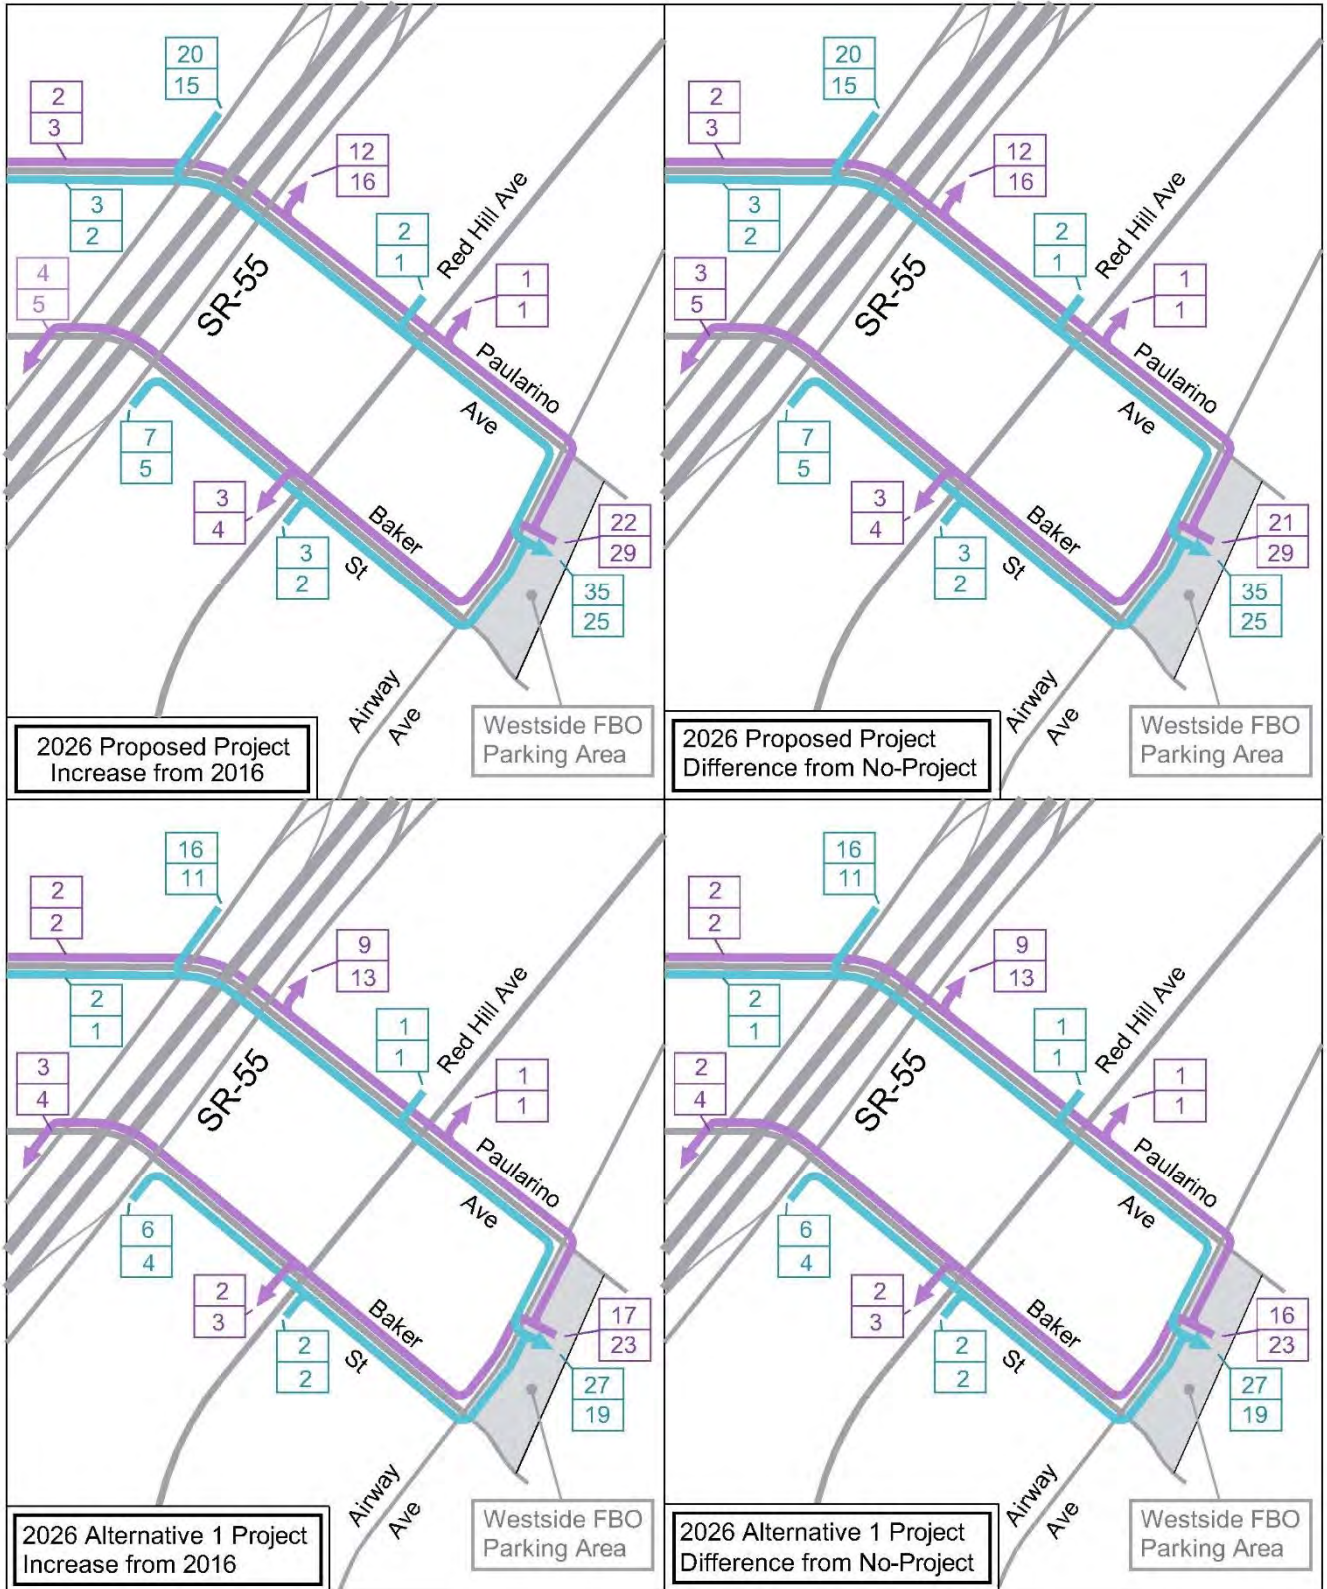 20
15
2
3
12
16
3
2
2
1
Red Hill Ave
4
5
SR-55
1
1
Paularino
Ave
7
5
3
4
Baker
St
3
2
22
29
35
25
Airway
Ave
Westside FBO
Parking Area
2026 Proposed Project
Increase from 2016
20
15
2
3
12
16
3
2
2
1
Red Hill Ave
3
5
SR-55
1
1
Paularino
Ave
7
5
3
4
Baker
St
3
2
21
29
35
25
Airway
Ave
Westside FBO
Parking Area
2026 Proposed Project
Difference from No-Project
16
11
2
2
9
13
2
1
1
1
Red Hill Ave
3
4
SR-55
1
1
Paularino
Ave
6
4
2
3
Baker
St
2
2
17
23
27
19
Airway
Ave
Westside FBO
Parking Area
2026 Alternative 1 Project
Increase from 2016
16
11
2
2
9
13
2
1
1
1
Red Hill Ave
2
4
SR-55
1
1
Paularino
Ave
6
4
2
3
Baker
St
2
2
16
23
27
19
Airway
Ave
Westside FBO
Parking Area
2026 Alternative 1 Project
Difference from No-Project